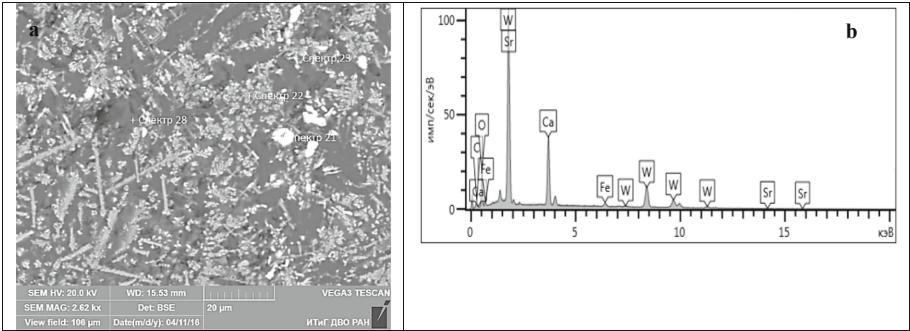 a
Спектр 23
+ Спектр 22
+ Спектр 28
пектр 21
SEM HV: 20.0 kV WD: 15.53 mm VEGA3 TESCAN
SEM MAG: 2.62 kx Det: BSE 20 µm
View field: 106 µm Date(m/d/y): 04/11/16 ИТиГ ДВО РАН
b
имп/сек/эВ
100
50
0
W
Sr
O
C
Fe
Ca
Ca
Fe
W
W
W
W
Sr
Sr
0 5 10 15 кэВ